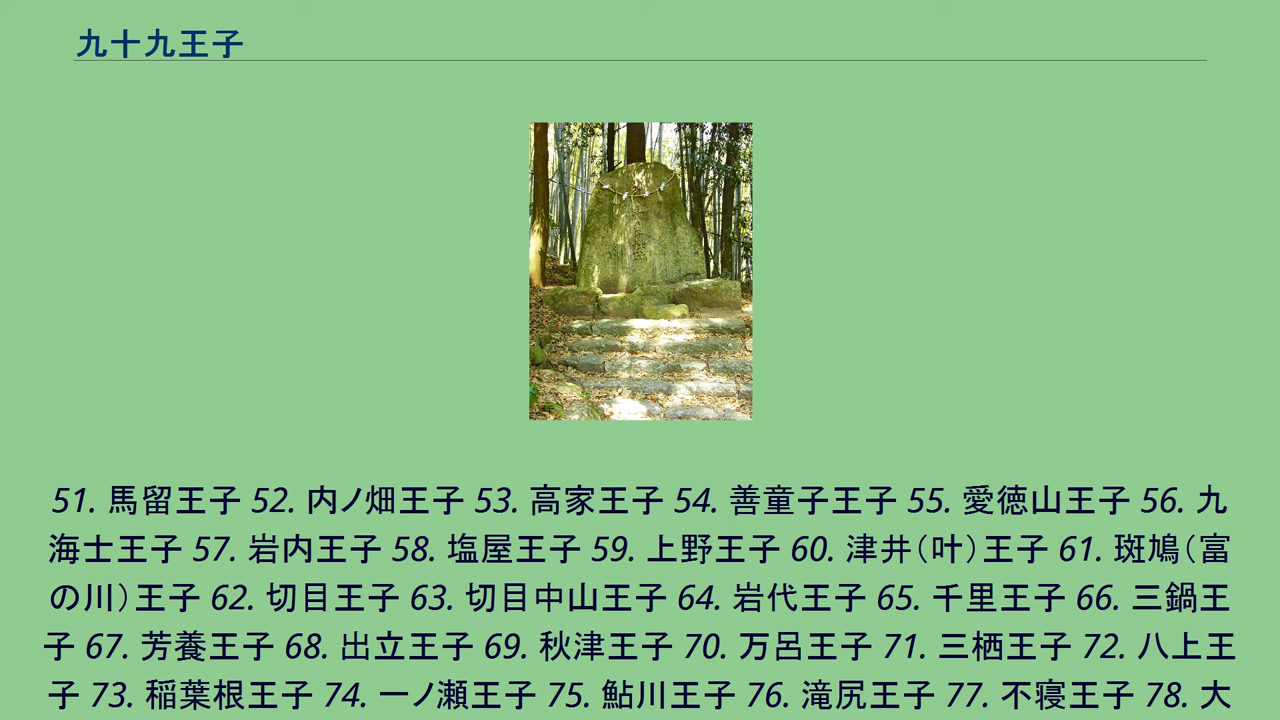 九十九王子
51. 馬留王子 52. 内ノ畑王子 53. 高家王子 54. 善童子王子 55. 愛徳山王子 56. 九
海士王子 57. 岩内王子 58. 塩屋王子 59. 上野王子 60. 津井（叶）王子 61. 斑鳩（富
の川）王子 62. 切目王子 63. 切目中山王子 64. 岩代王子 65. 千里王子 66. 三鍋王
子 67. 芳養王子 68. 出立王子 69. 秋津王子 70. 万呂王子 71. 三栖王子 72. 八上王
子 73. 稲葉根王子 74. 一ノ瀬王子 75. 鮎川王子 76. 滝尻王子 77. 不寝王子 78. 大